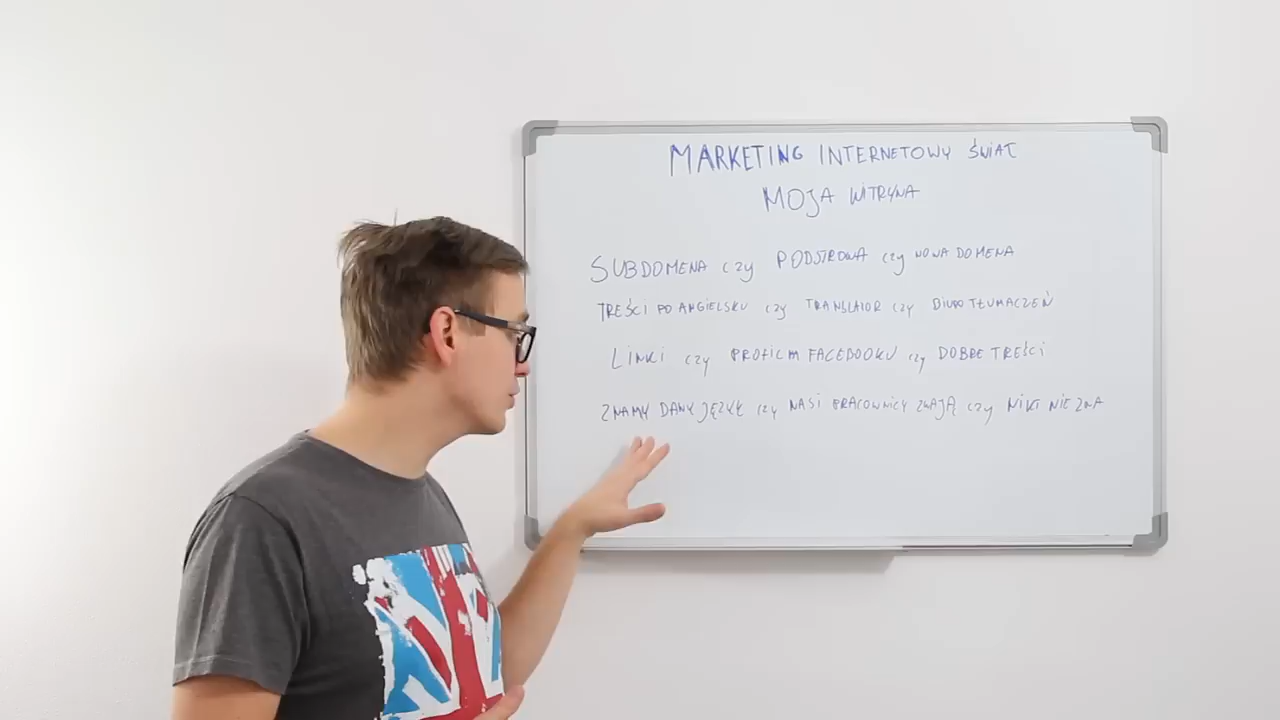 MARKETING INTERNETOWY ŚWIAT
MOJA WITRYNA
SUBDOMENA czy PODSTRONA czy NOWA DOMENA
TREŚCI PO ANGIELSKU czy TRANSLATOR czy BIURO TŁUMACZEŃ
LINKI czy PROFIL NA FACEBOOKU czy DOBRE TREŚCI
ZNAMY DANY JĘZYK czy NASI PRACOWNICY ZNAJĄ czy NIKT NIE ZNA